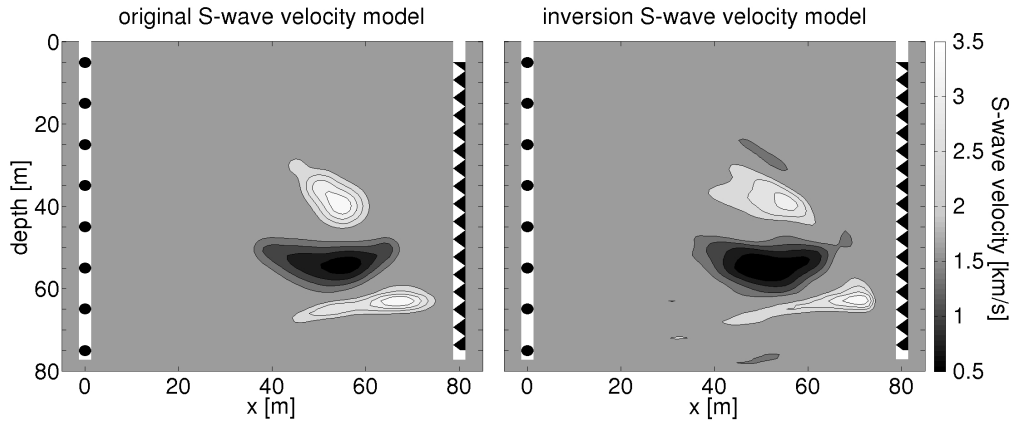 original S-wave velocity model
inversion S-wave velocity model
0
20
40
60
80
depth [m]
0 20 40 60 80
x [m]
0 20 40 60 80
x [m]
3.5
3
2.5
2
1.5
1
0.5
S-wave velocity [km/s]